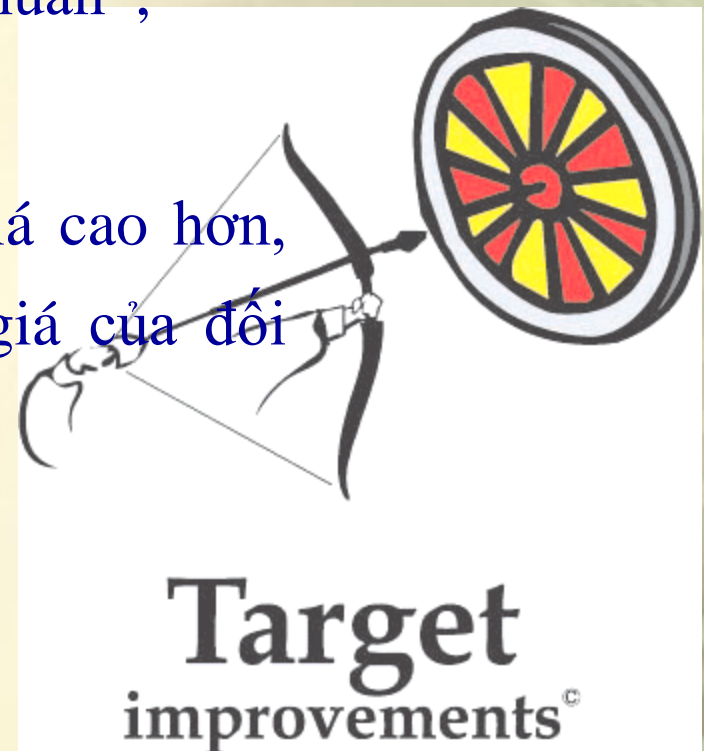 cao hơn,
giá của đối
Target
improvements©